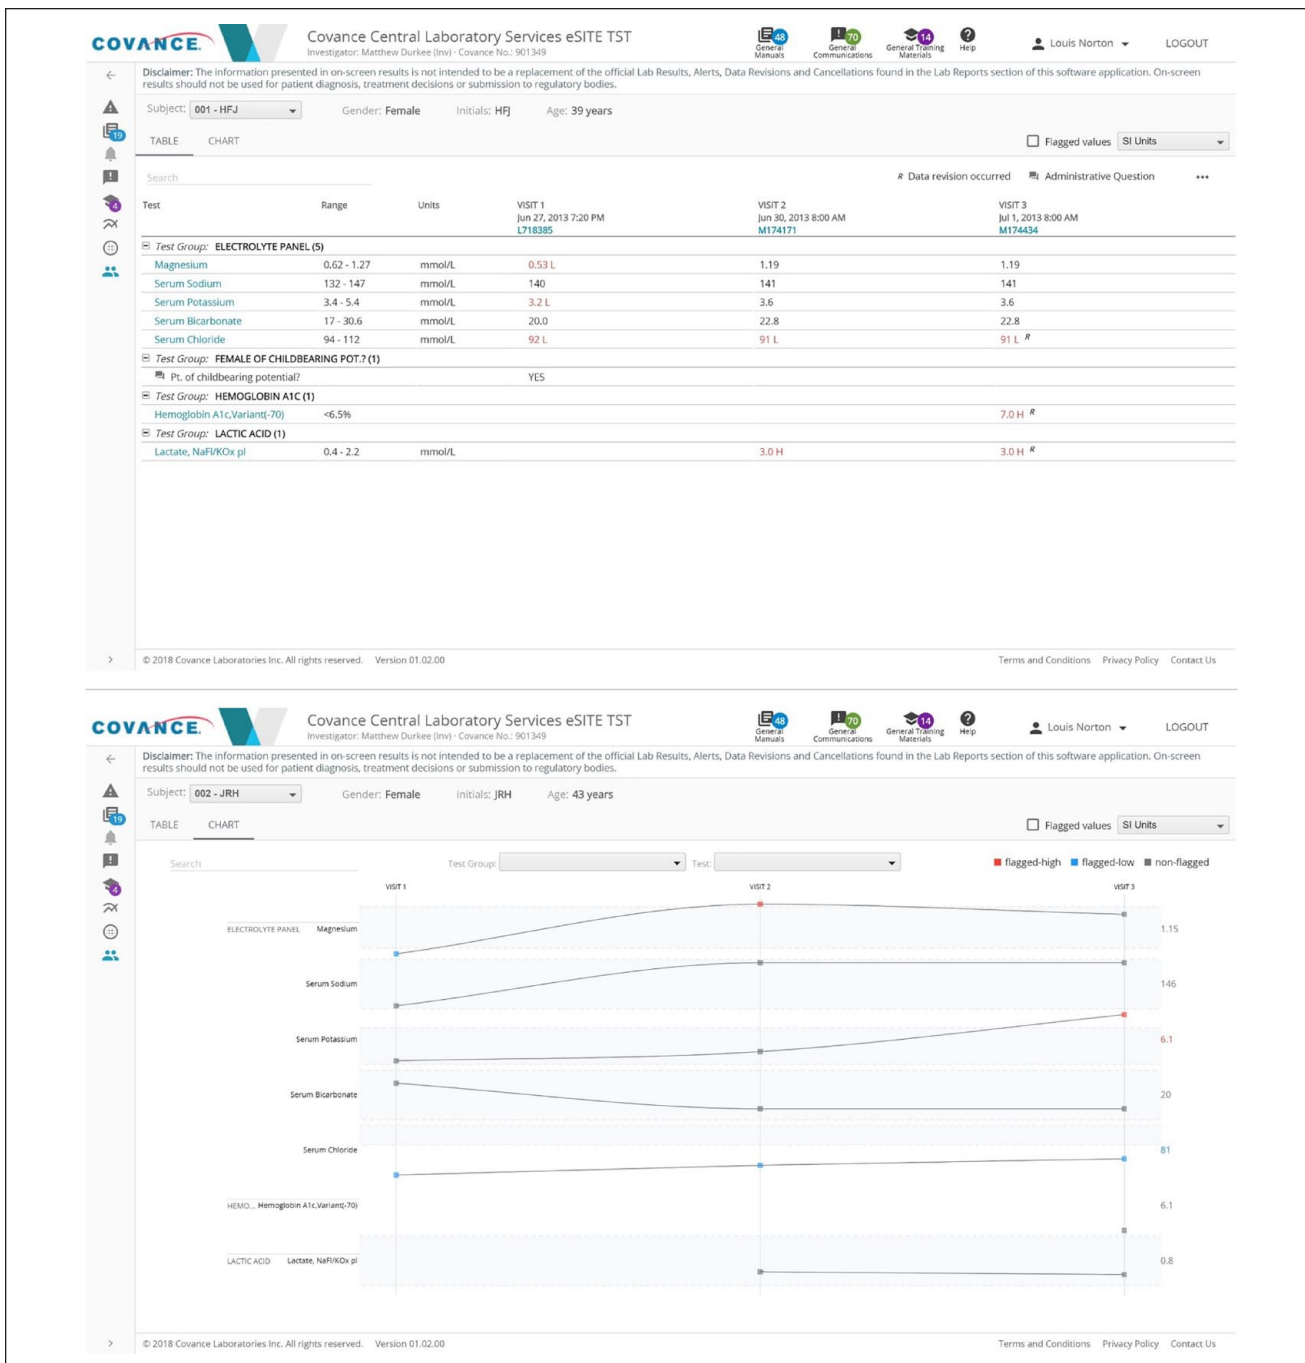 COVANCE.
Covance Central Laboratory Services eSITE TST
Investigator: Matthew Durkee (Inv) · Covance No.: 901349
48
General
Manuals
70
General
Communications
14
General Training
Materials
Help
Louis Norton
LOGOUT
Disclaimer: The information presented in on-screen results is not intended to be a replacement of the official Lab Results, Alerts, Data Revisions and Cancellations found in the Lab Reports section of this software application. On-screen
results should not be used for patient diagnosis, treatment decisions or submission to regulatory bodies.
19
4
Subject: 001 - HFJ Gender: Female Initials: HFJ Age: 39 years
TABLE CHART Flagged values SI Units
Search R Data revision occurred Administrative Question
Test Range Units VISIT 1 VISIT 2 VISIT 3
Jun 27, 2013 7:20 PM Jun 30, 2013 8:00 AM Jul 1, 2013 8:00 AM
L718385 M174171 M174434
Test Group: ELECTROLYTE PANEL (5)
Magnesium 0.62 - 1.27 mmol/L 0.53 L 1.19 1.19
Serum Sodium 132 - 147 mmol/L 140 141 141
Serum Potassium 3.4 - 5.4 mmol/L 3.2 L 3.6 3.6
Serum Bicarbonate 17 - 30.6 mmol/L 20.0 22.8 22.8
Serum Chloride 94 - 112 mmol/L 92 L 91 L 91 L R
Test Group: FEMALE OF CHILDBEARING POT.? (1)
Pt. of childbearing potential? YES
Test Group: HEMOGLOBIN A1C (1)
Hemoglobin A1c,Variant(-70) <6.5% 7.0 H R
Test Group: LACTIC ACID (1)
Lactate, NaFl/KOx pl 0.4 - 2.2 mmol/L 3.0 H 3.0 H R
© 2018 Covance Laboratories Inc. All rights reserved. Version 01.02.00 Terms and Conditions Privacy Policy Contact Us
COVANCE.
Covance Central Laboratory Services eSITE TST
Investigator: Matthew Durkee (Inv) · Covance No.: 901349
48
General
Manuals
70
General
Communications
14
General Training
Materials
Help
Louis Norton
LOGOUT
Disclaimer: The information presented in on-screen results is not intended to be a replacement of the official Lab Results, Alerts, Data Revisions and Cancellations found in the Lab Reports section of this software application. On-screen
results should not be used for patient diagnosis, treatment decisions or submission to regulatory bodies.
19
4
Subject: 002 - JRH Gender: Female Initials: JRH Age: 43 years
TABLE CHART Flagged values SI Units
Search Test Group: Test: flagged-high flagged-low non-flagged
VISIT 1 VISIT 2 VISIT 3
ELECTROLYTE PANEL Magnesium 1.15
Serum Sodium 146
Serum Potassium 6.1
Serum Bicarbonate 20
Serum Chloride 81
HEMO... Hemoglobin A1c,Variant(-70) 6.1
LACTIC ACID Lactate, NaFl/KOx pl 0.8
© 2018 Covance Laboratories Inc. All rights reserved. Version 01.02.00 Terms and Conditions Privacy Policy Contact Us